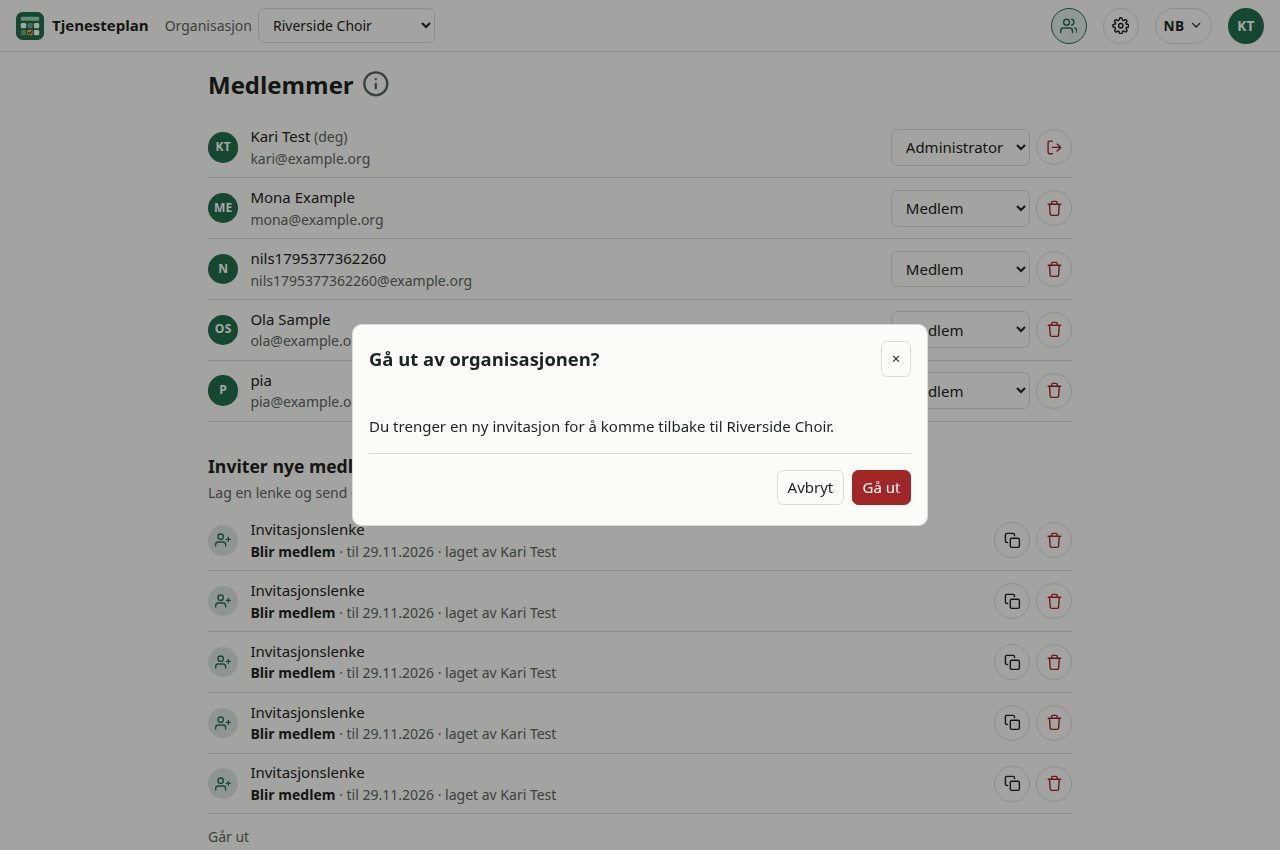 Tjenesteplan Organisasjon Riverside Choir NB KT
Medlemmer
KT Kari Test (deg)
kari@example.org
Administrator
ME Mona Example
mona@example.org
Medlem
N nils1795377362260
nils1795377362260@example.org
Medlem
OS Ola Sample
ola@example.o
dlem
P pia
pia@example.o
dlem
Gå ut av organisasjonen?
×
Du trenger en ny invitasjon for å komme tilbake til Riverside Choir.
Avbryt Gå ut
Inviter nye medl
Lag en lenke og send
Invitasjonslenke
Blir medlem · til 29.11.2026 · laget av Kari Test
Invitasjonslenke
Blir medlem · til 29.11.2026 · laget av Kari Test
Invitasjonslenke
Blir medlem · til 29.11.2026 · laget av Kari Test
Invitasjonslenke
Blir medlem · til 29.11.2026 · laget av Kari Test
Invitasjonslenke
Blir medlem · til 29.11.2026 · laget av Kari Test
Går ut